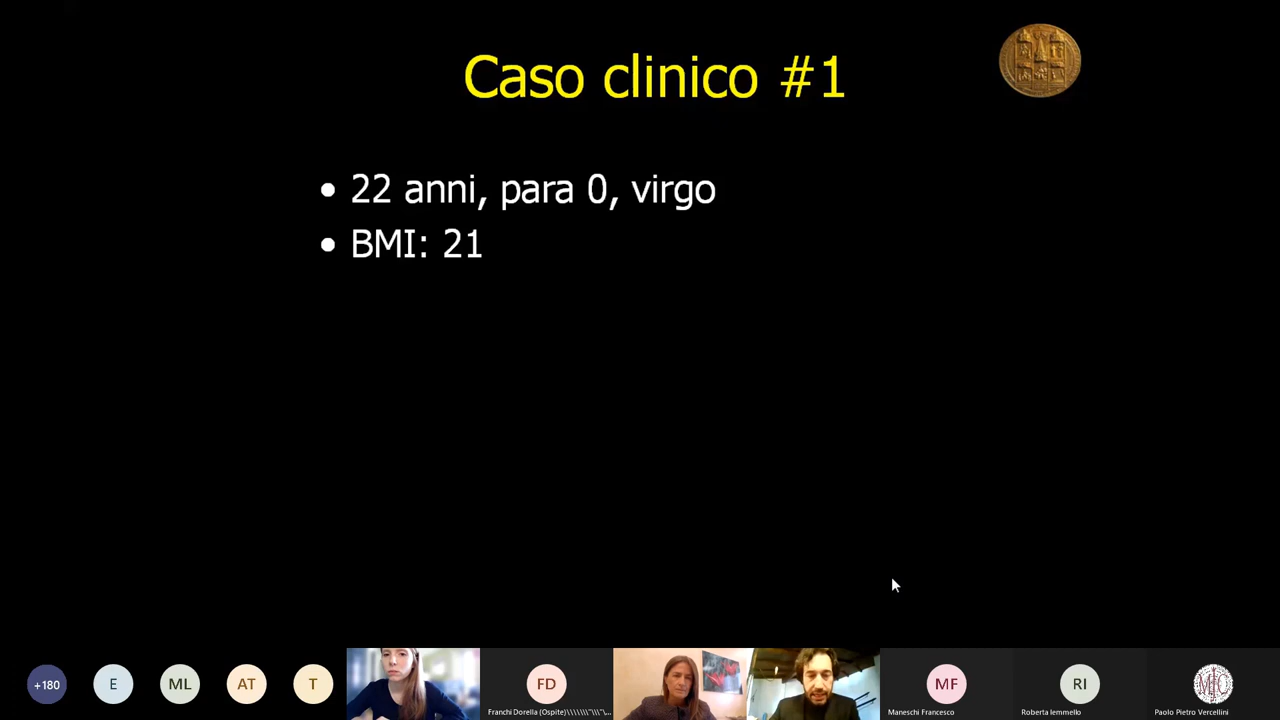 Caso clinico #1
• 22 anni, para 0, virgo
• BMI: 21
+180
E
ML
AT
T
FD
MF
RI
Franchi Dorella (Ospite)\\\\\\\"\\\"\...
Maneschi Francesco
Roberta Iemmello
Paolo Pietro Vercellini